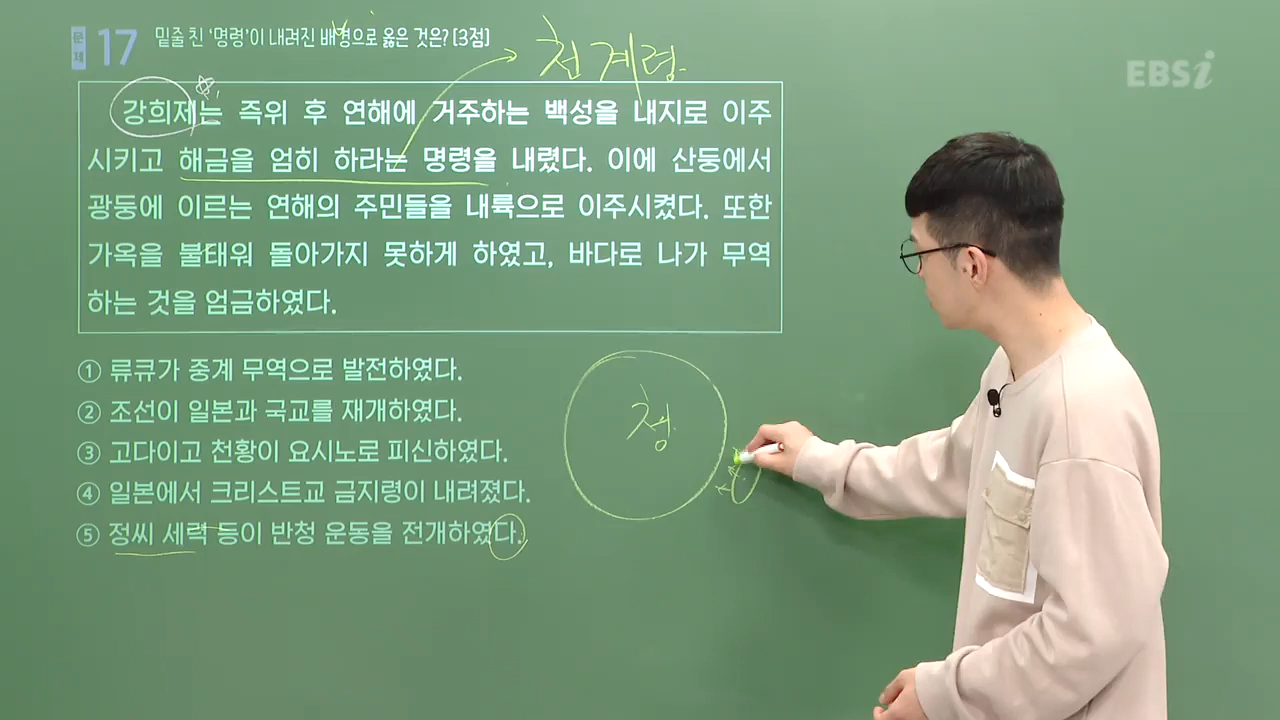 문제 17 밑줄 친 ‘명령’이 내려진 배경으로 옳은 것은? [3점]
천계령
EBSi
강희제는 즉위 후 연해에 거주하는 백성을 내지로 이주
시키고 해금을 엄히 하라는 명령을 내렸다. 이에 산둥에서
광둥에 이르는 연해의 주민들을 내륙으로 이주시켰다. 또한
가옥을 불태워 돌아가지 못하게 하였고, 바다로 나가 무역
하는 것을 엄금하였다.
① 류큐가 중계 무역으로 발전하였다.
② 조선이 일본과 국교를 재개하였다.
③ 고다이고 천황이 요시노로 피신하였다.
④ 일본에서 크리스트교 금지령이 내려졌다.
⑤ 정씨 세력 등이 반청 운동을 전개하였다.
청